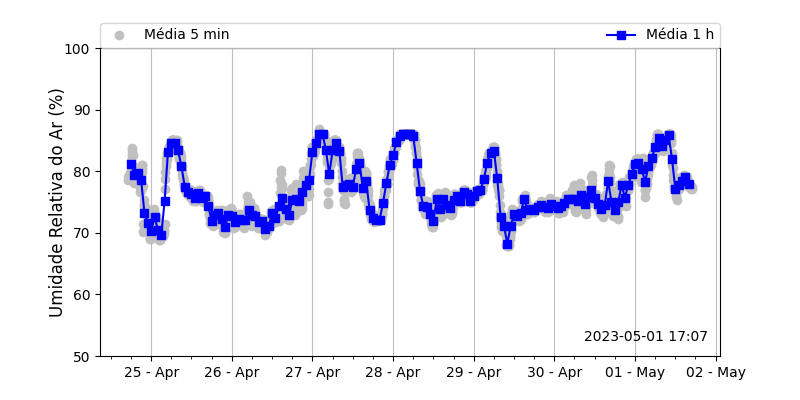 Média 5 min
Média 1 h
Umidade Relativa do Ar (%)
100
90
80
70
60
50
2023-05-01 17:07
25 - Apr
26 - Apr
27 - Apr
28 - Apr
29 - Apr
30 - Apr
01 - May
02 - May